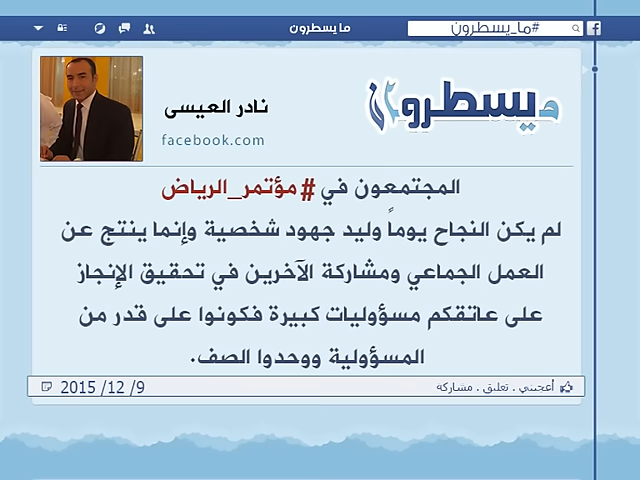 ما يسطرون
#ما_يسطرون
f
ما يسطرون
نادر العيسى
facebook.com
المجتمعون في #مؤتمر_الرياض
لم يكن النجاح يوماً وليد جهود شخصية وإنما ينتج عن
العمل الجماعي ومشاركة الآخرين في تحقيق الإنجاز
على عاتقكم مسؤوليات كبيرة فكونوا على قدر من
المسؤولية ووحدوا الصف.
أعجبني . تعليق . مشاركة
2015 /12 /9